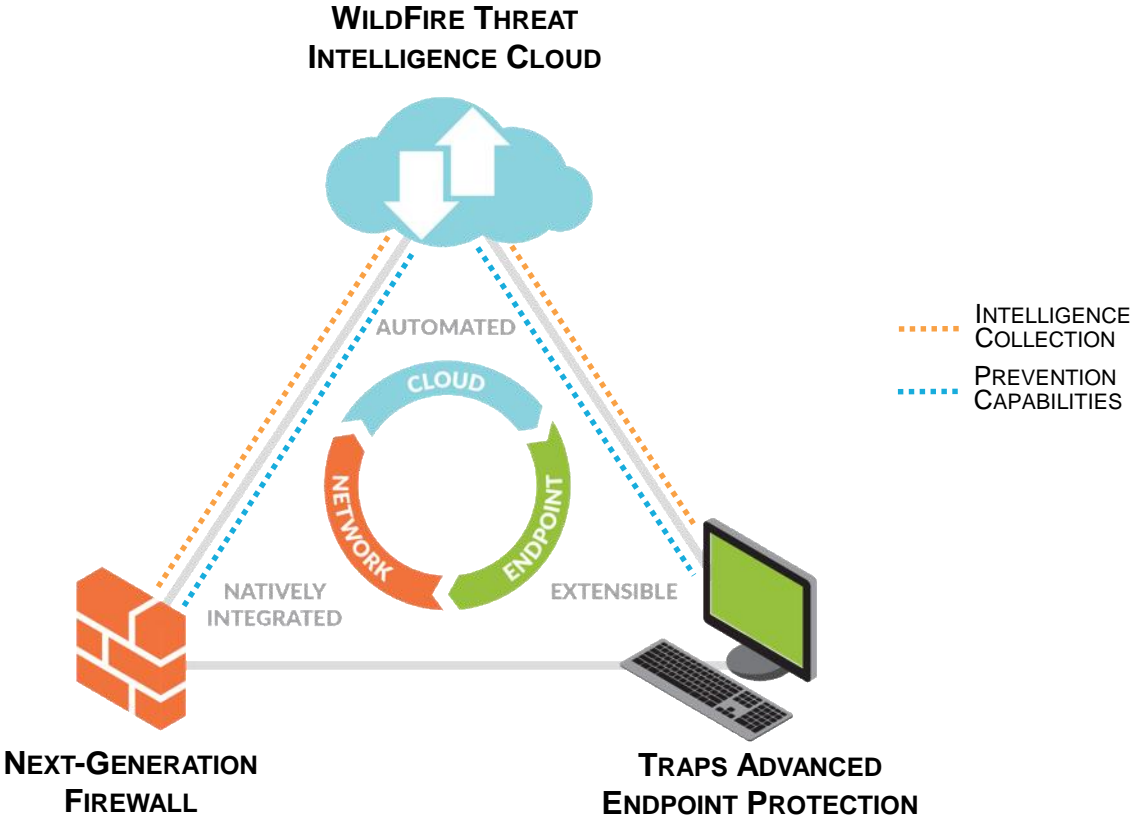 WILDFIRE THREAT
INTELLIGENCE CLOUD
AUTOMATED
CLOUD
NETWORK
ENDPOINT
NATIVELY
INTEGRATED
EXTENSIBLE
INTELLIGENCE
COLLECTION
PREVENTION
CAPABILITIES
NEXT-GENERATION
FIREWALL
TRAPS ADVANCED
ENDPOINT PROTECTION